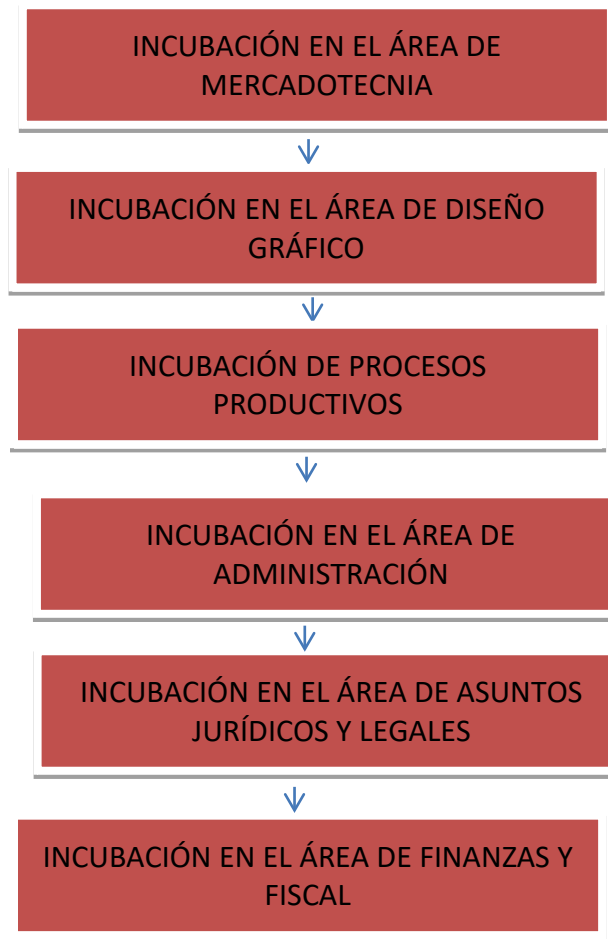 INCUBACIÓN EN EL ÁREA DE
MERCADOTECNIA
INCUBACIÓN EN EL ÁREA DE DISEÑO
GRÁFICO
INCUBACIÓN DE PROCESOS
PRODUCTIVOS
INCUBACIÓN EN EL ÁREA DE
ADMINISTRACIÓN
INCUBACIÓN EN EL ÁREA DE ASUNTOS
JURÍDICOS Y LEGALES
INCUBACIÓN EN EL ÁREA DE FINANZAS Y
FISCAL